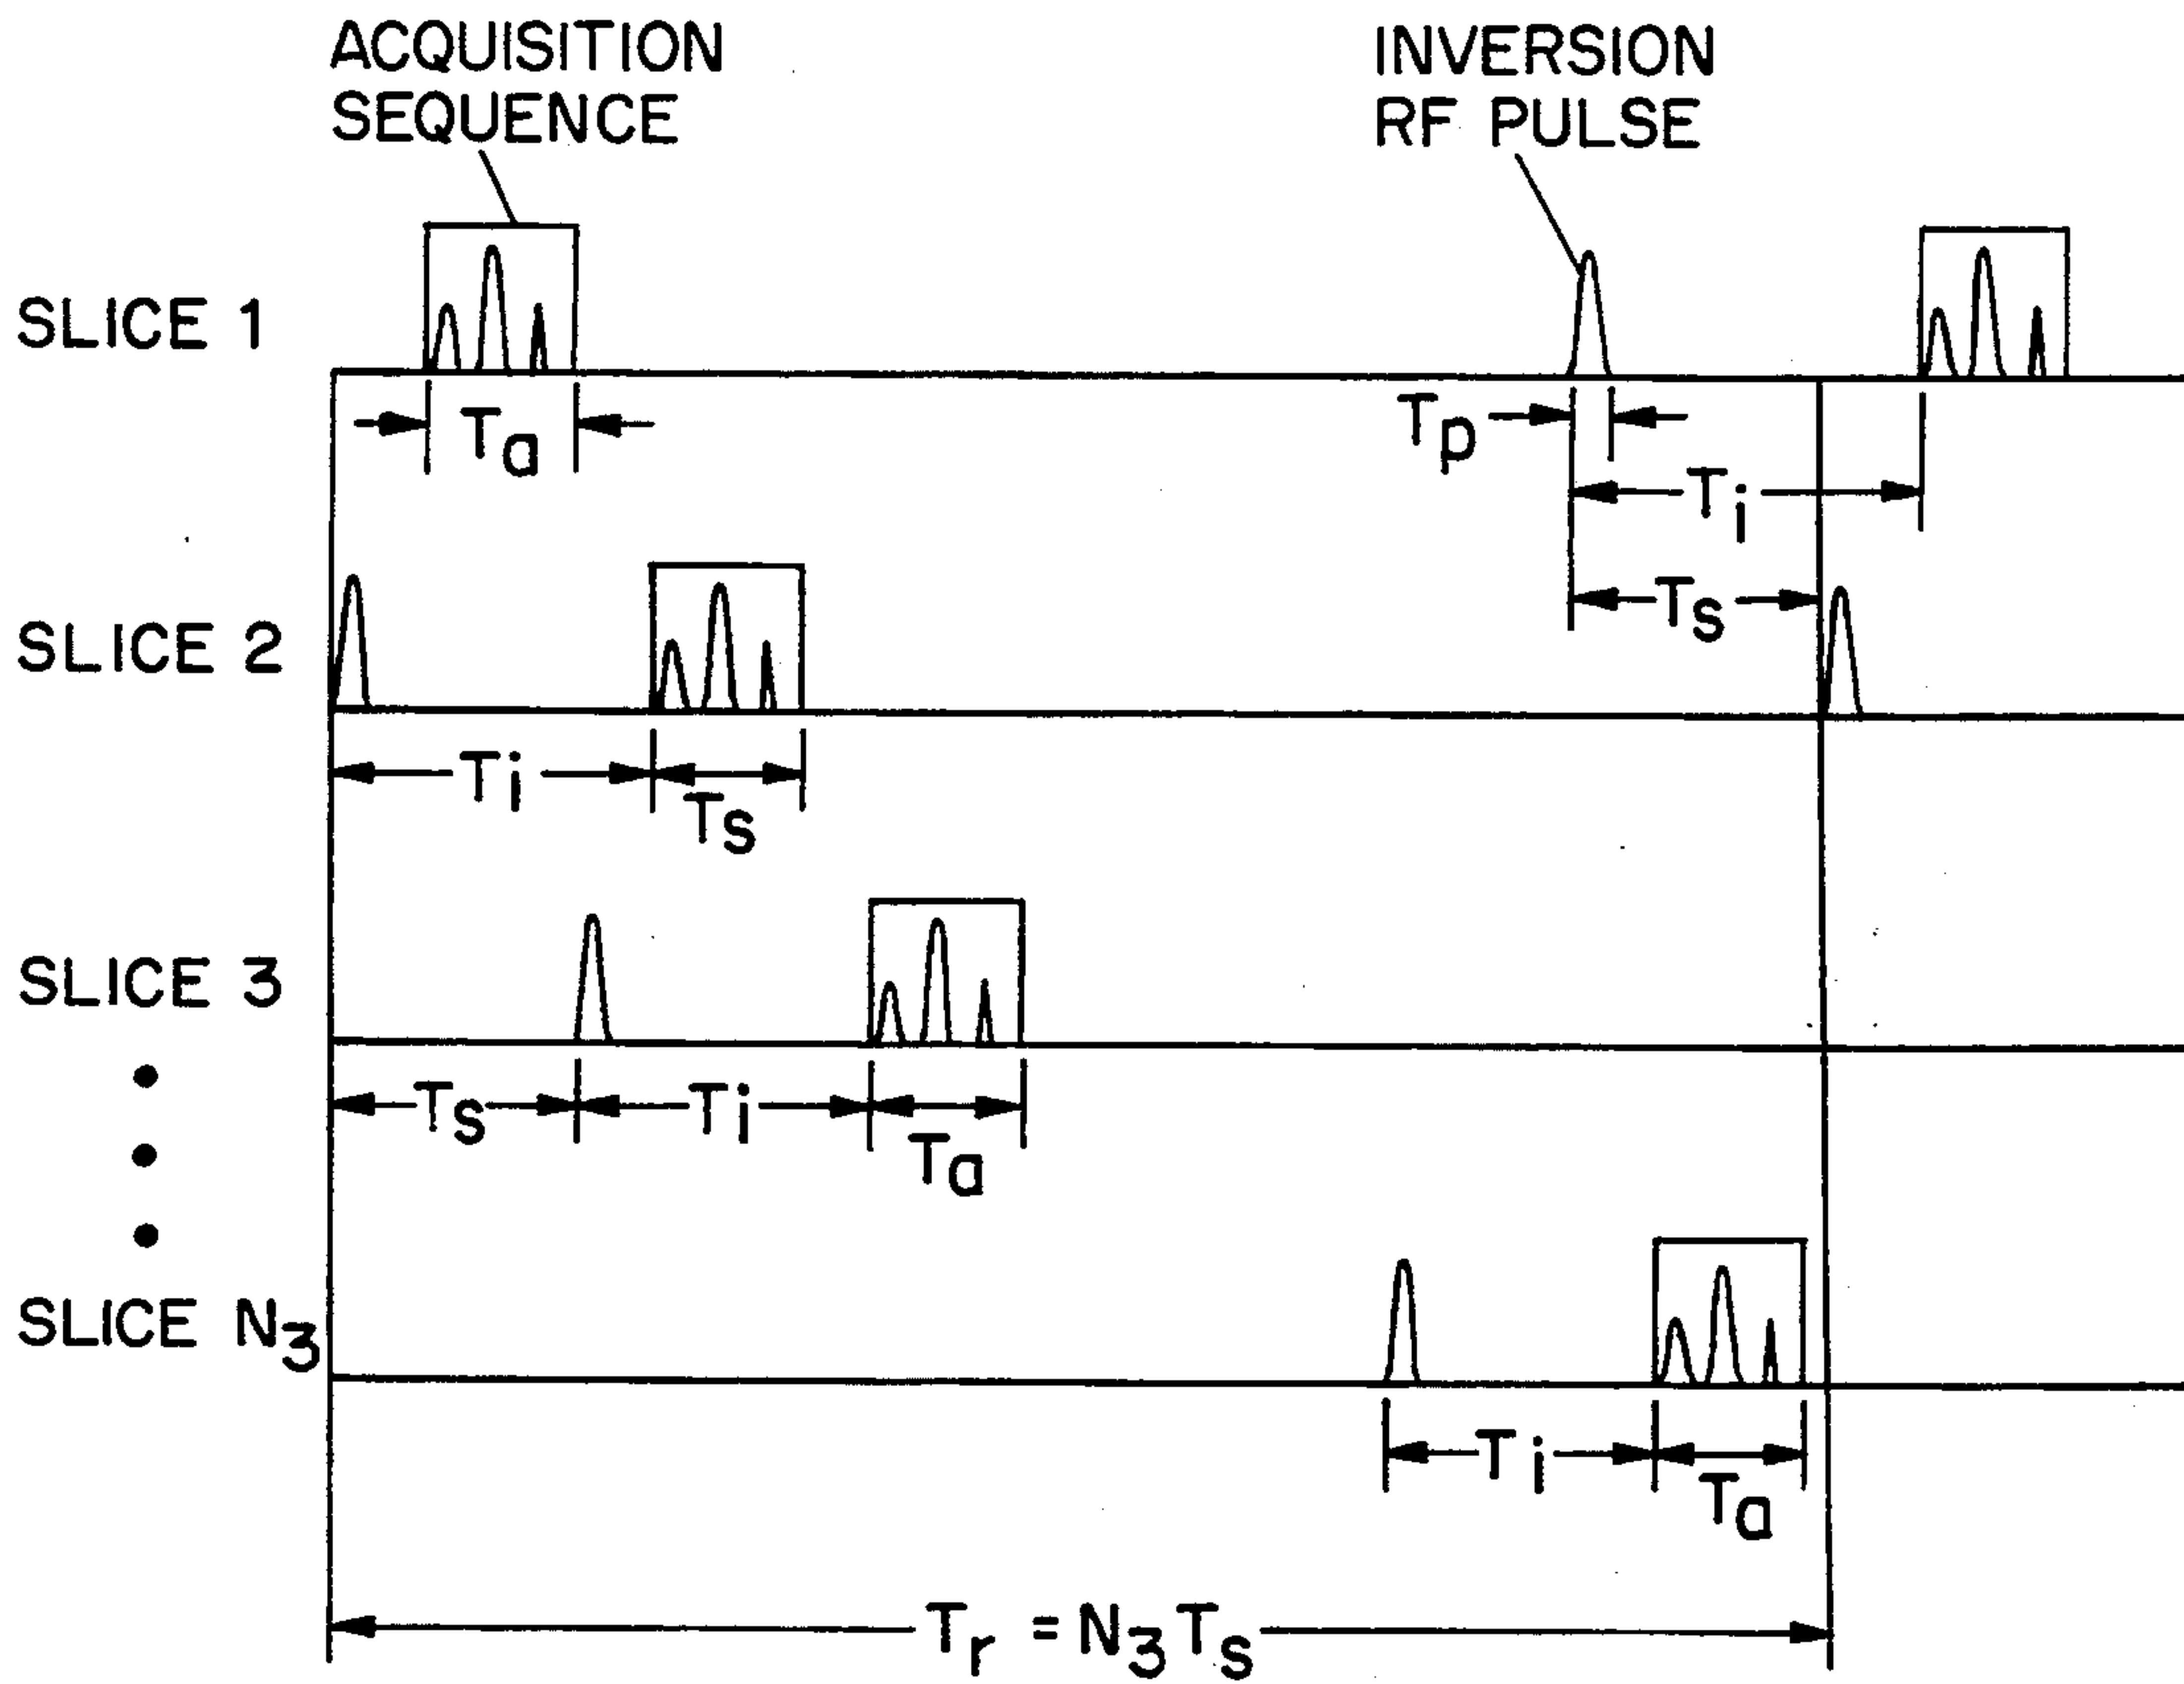 ACQUISITION
SEQUENCE
INVERSION
RF PULSE
SLICE 1
Ta
Tp
Ti
Ts
SLICE 2
Ti
Ts
SLICE 3
Ts
Ti
Ta
SLICE N3
Ti
Ta
Tr = N3Ts